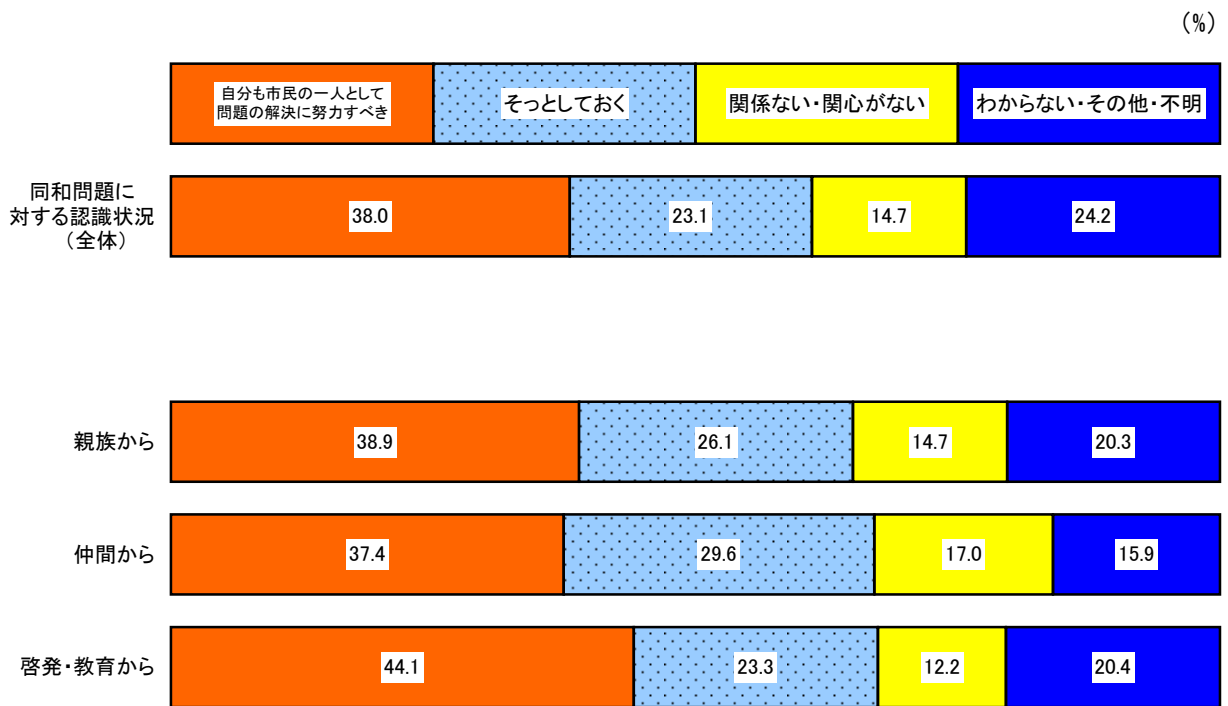 (%)
自分も市民の一人として
問題の解決に努力すべき
そっとしておく
関係ない・関心がない
わからない・その他・不明
同和問題に
対する認識状況
(全体)
38.0
23.1
14.7
24.2
親族から
38.9
26.1
14.7
20.3
仲間から
37.4
29.6
17.0
15.9
啓発・教育から
44.1
23.3
12.2
20.4